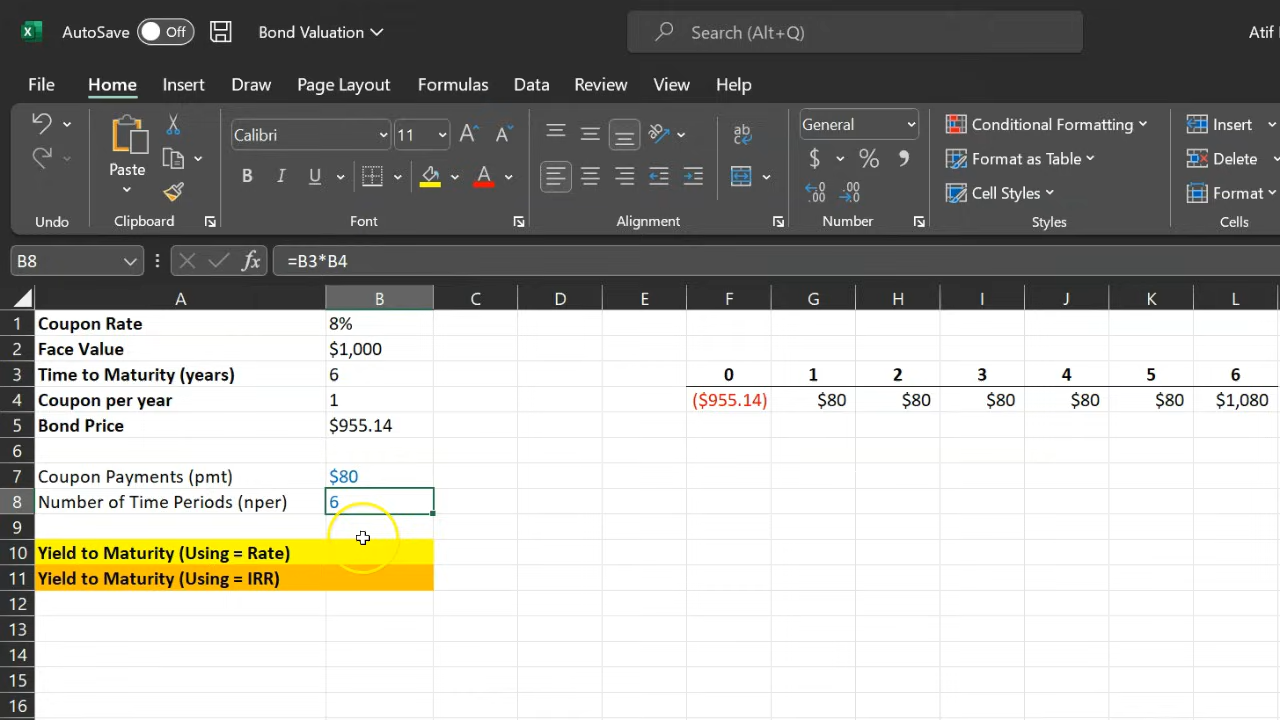 AutoSave Off Bond Valuation Search (Alt+Q) Atif
File Home Insert Draw Page Layout Formulas Data Review View Help
Paste Calibri 11 B I U A ab General $ % 9 Conditional Formatting Format as Table Cell Styles Insert Delete Format
Undo Clipboard Font Alignment Number Styles Cells
B8 fx =B3*B4
A B C D E F G H I J K L
1 Coupon Rate 8%
2 Face Value $1,000
3 Time to Maturity (years) 6 0 1 2 3 4 5 6
4 Coupon per year 1 ($955.14) $80 $80 $80 $80 $80 $1,080
5 Bond Price $955.14
6
7 Coupon Payments (pmt) $80
8 Number of Time Periods (nper) 6
9
10 Yield to Maturity (Using = Rate)
11 Yield to Maturity (Using = IRR)
12
13
14
15
16